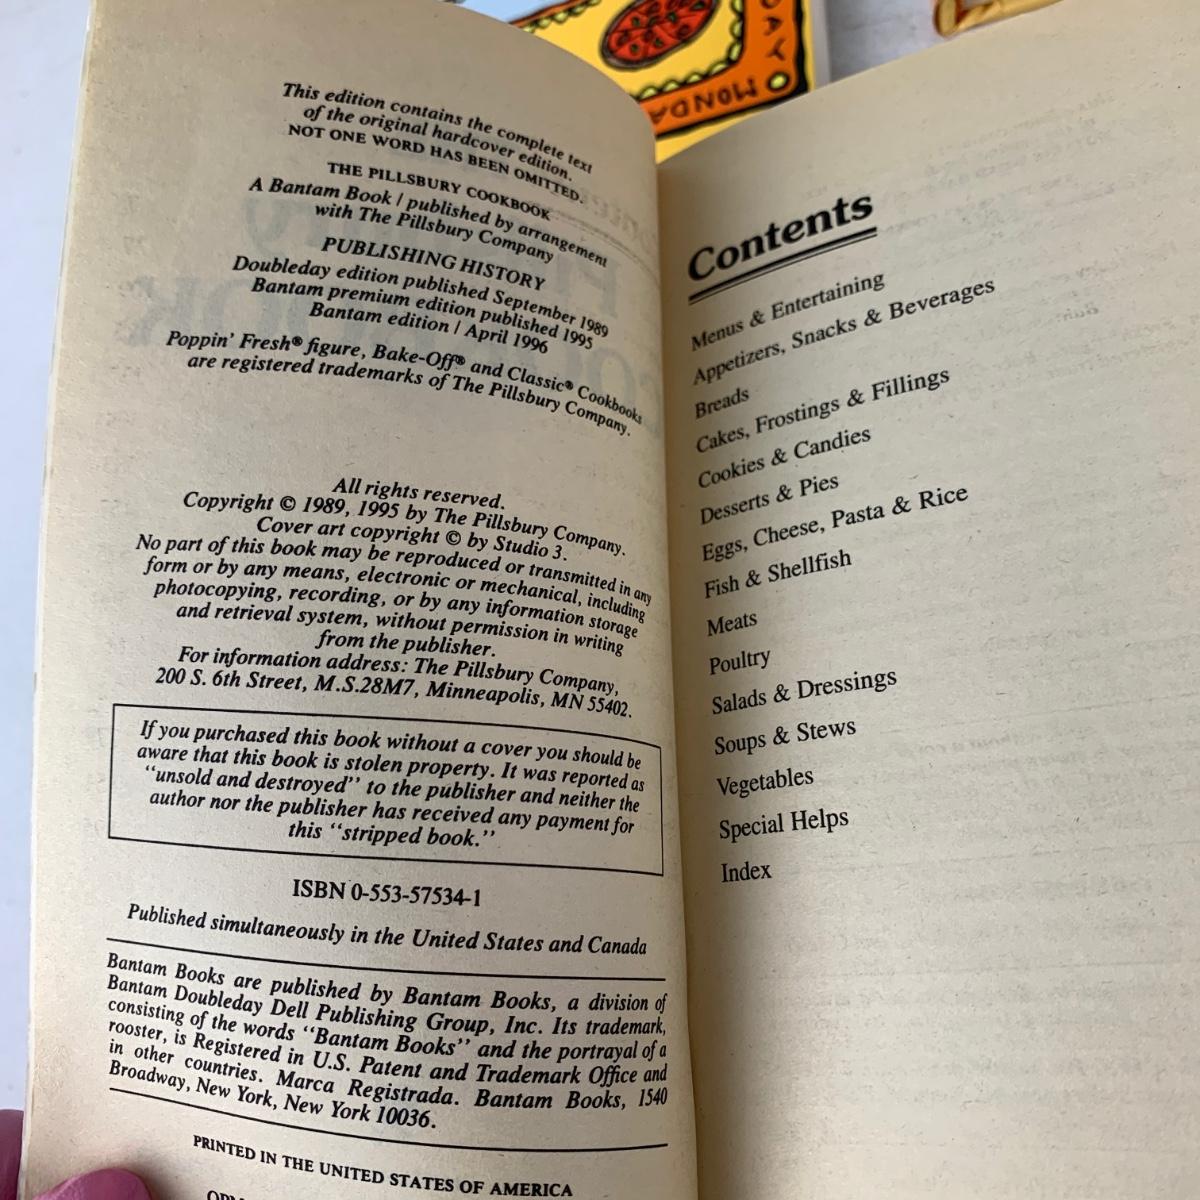 This edition contains the complete text
of the original hardcover edition.
NOT ONE WORD HAS BEEN OMITTED.
THE PILLSBURY COOKBOOK
A Bantam Book / published by arrangement
with The Pillsbury Company
PUBLISHING HISTORY
Doubleday edition published September 1989
Bantam premium edition published 1995
Bantam edition / April 1996
Poppin' Fresh® figure, Bake-Off® and Classic® Cookbooks
are registered trademarks of The Pillsbury Company.
All rights reserved.
Copyright © 1989, 1995 by The Pillsbury Company.
Cover art copyright © by Studio 3.
No part of this book may be reproduced or transmitted in any
form or by any means, electronic or mechanical, including
photocopying, recording, or by any information storage
and retrieval system, without permission in writing
from the publisher.
For information address: The Pillsbury Company,
200 S. 6th Street, M.S.28M7, Minneapolis, MN 55402.
If you purchased this book without a cover you should be
aware that this book is stolen property. It was reported as
"unsold and destroyed" to the publisher and neither the
author nor the publisher has received any payment for
this "stripped book."
ISBN 0-553-57534-1
Published simultaneously in the United States and Canada
Bantam Books are published by Bantam Books, a division of
Bantam Doubleday Dell Publishing Group, Inc. Its trademark,
consisting of the words "Bantam Books" and the portrayal of a
rooster, is Registered in U.S. Patent and Trademark Office and
in other countries. Marca Registrada. Bantam Books, 1540
Broadway, New York, New York 10036.
PRINTED IN THE UNITED STATES OF AMERICA
Contents
Menus & Entertaining
Appetizers, Snacks & Beverages
Breads
Cakes, Frostings & Fillings
Cookies & Candies
Desserts & Pies
Eggs, Cheese, Pasta & Rice
Fish & Shellfish
Meats
Poultry
Salads & Dressings
Soups & Stews
Vegetables
Special Helps
Index
DAY
MONDA